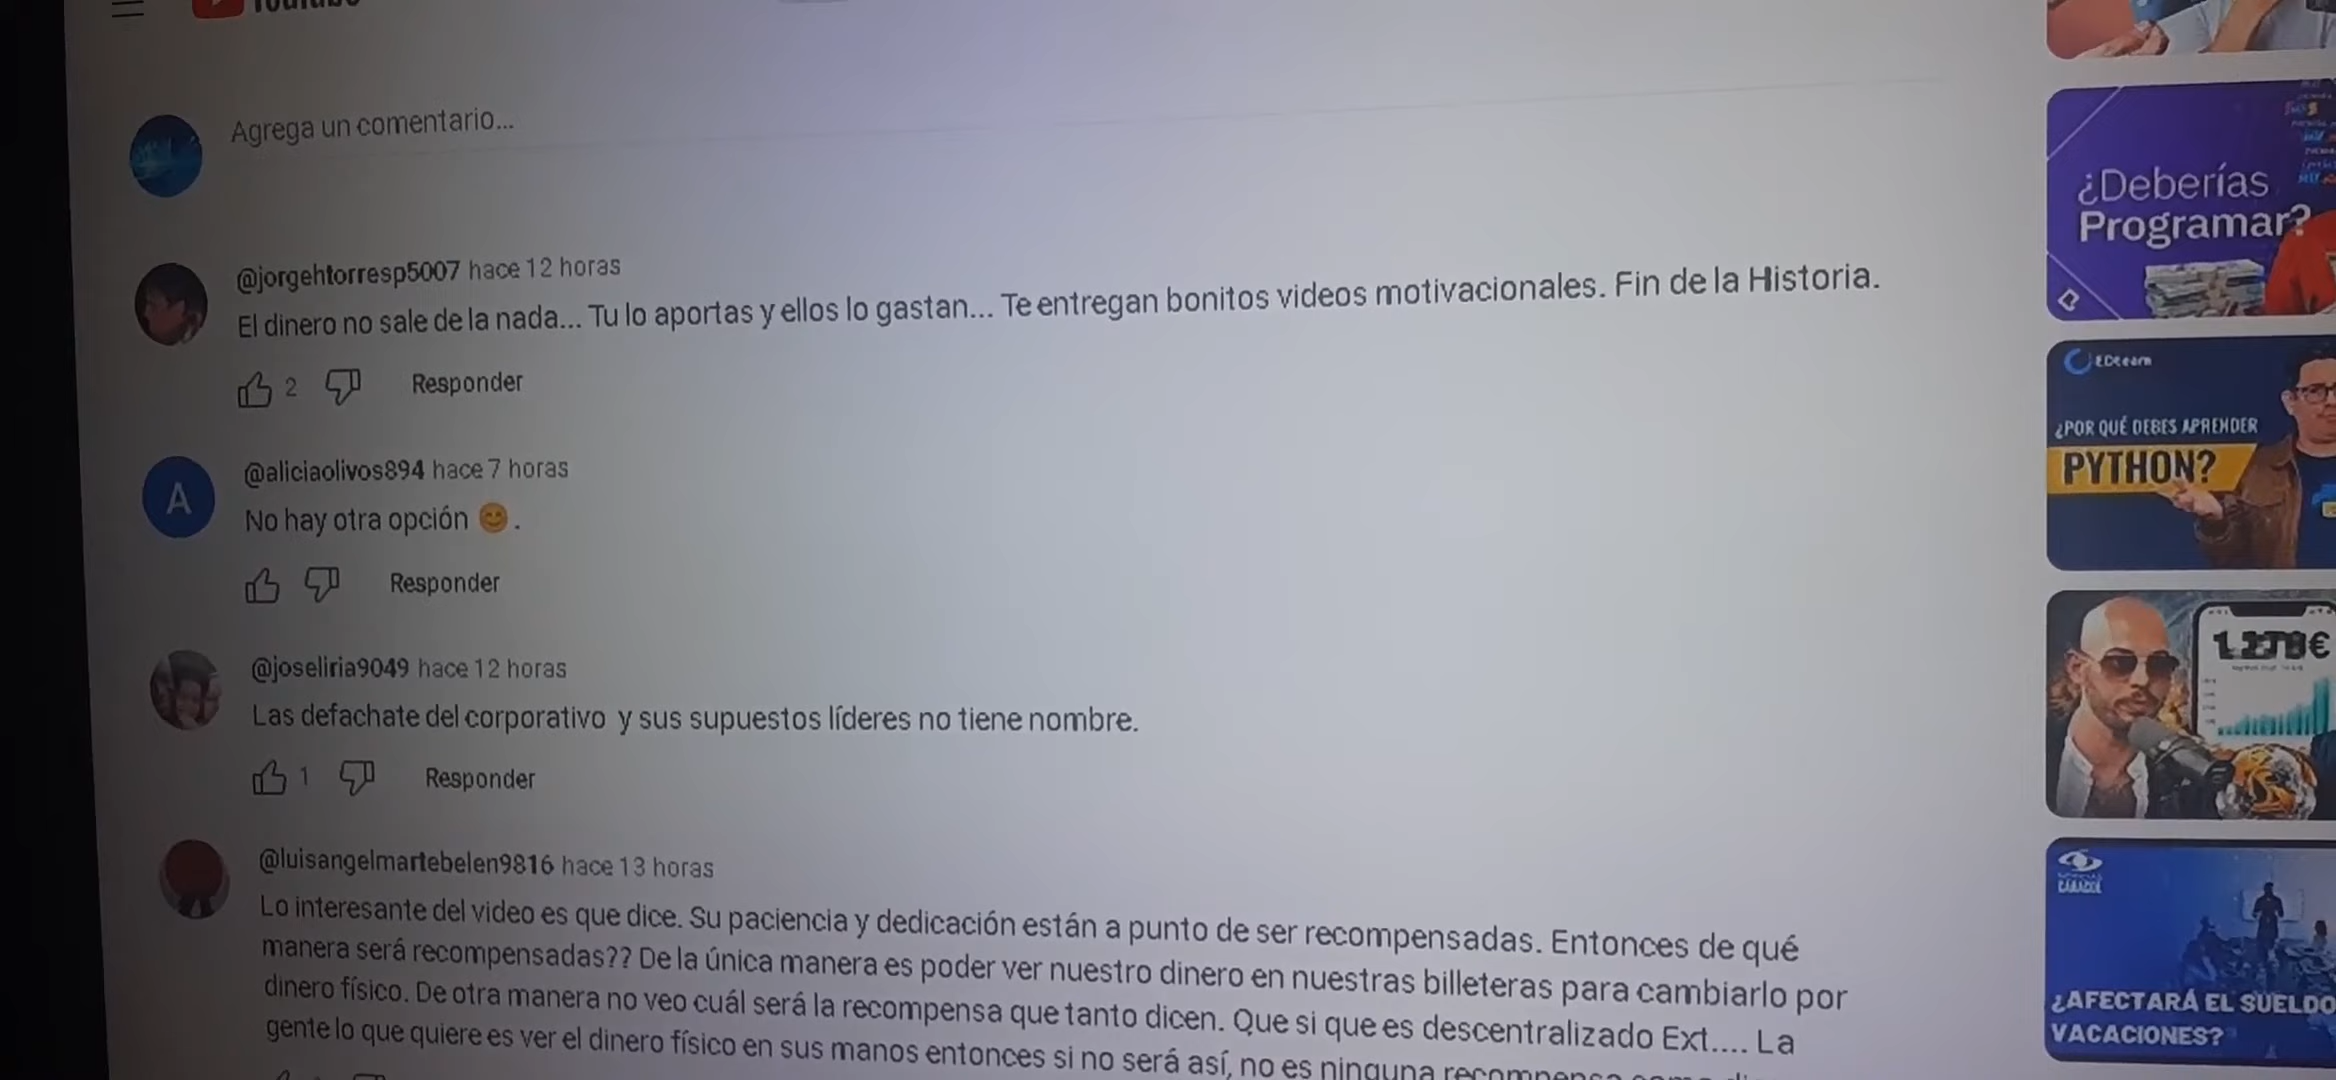 YouTube
Agrega un comentario...
@jorgehtorresp5007 hace 12 horas
El dinero no sale de la nada... Tu lo aportas y ellos lo gastan... Te entregan bonitos videos motivacionales. Fin de la Historia.
2 Responder
A
@aliciaolivos894 hace 7 horas
No hay otra opción 😊.
Responder
@joseliria9049 hace 12 horas
Las defachate del corporativo y sus supuestos líderes no tiene nombre.
1 Responder
@luisangelmartebelen9816 hace 13 horas
Lo interesante del video es que dice. Su paciencia y dedicación están a punto de ser recompensadas. Entonces de qué
manera será recompensadas?? De la única manera es poder ver nuestro dinero en nuestras billeteras para cambiarlo por
dinero físico. De otra manera no veo cuál será la recompensa que tanto dicen. Que si que es descentralizado Ext.... La
gente lo que quiere es ver el dinero físico en sus manos entonces si no será así, no es ninguna
¿Deberías
Programar?
EDteam
¿POR QUÉ DEBES APRENDER
PYTHON?
¿AFECTARÁ EL SUELDO
VACACIONES?